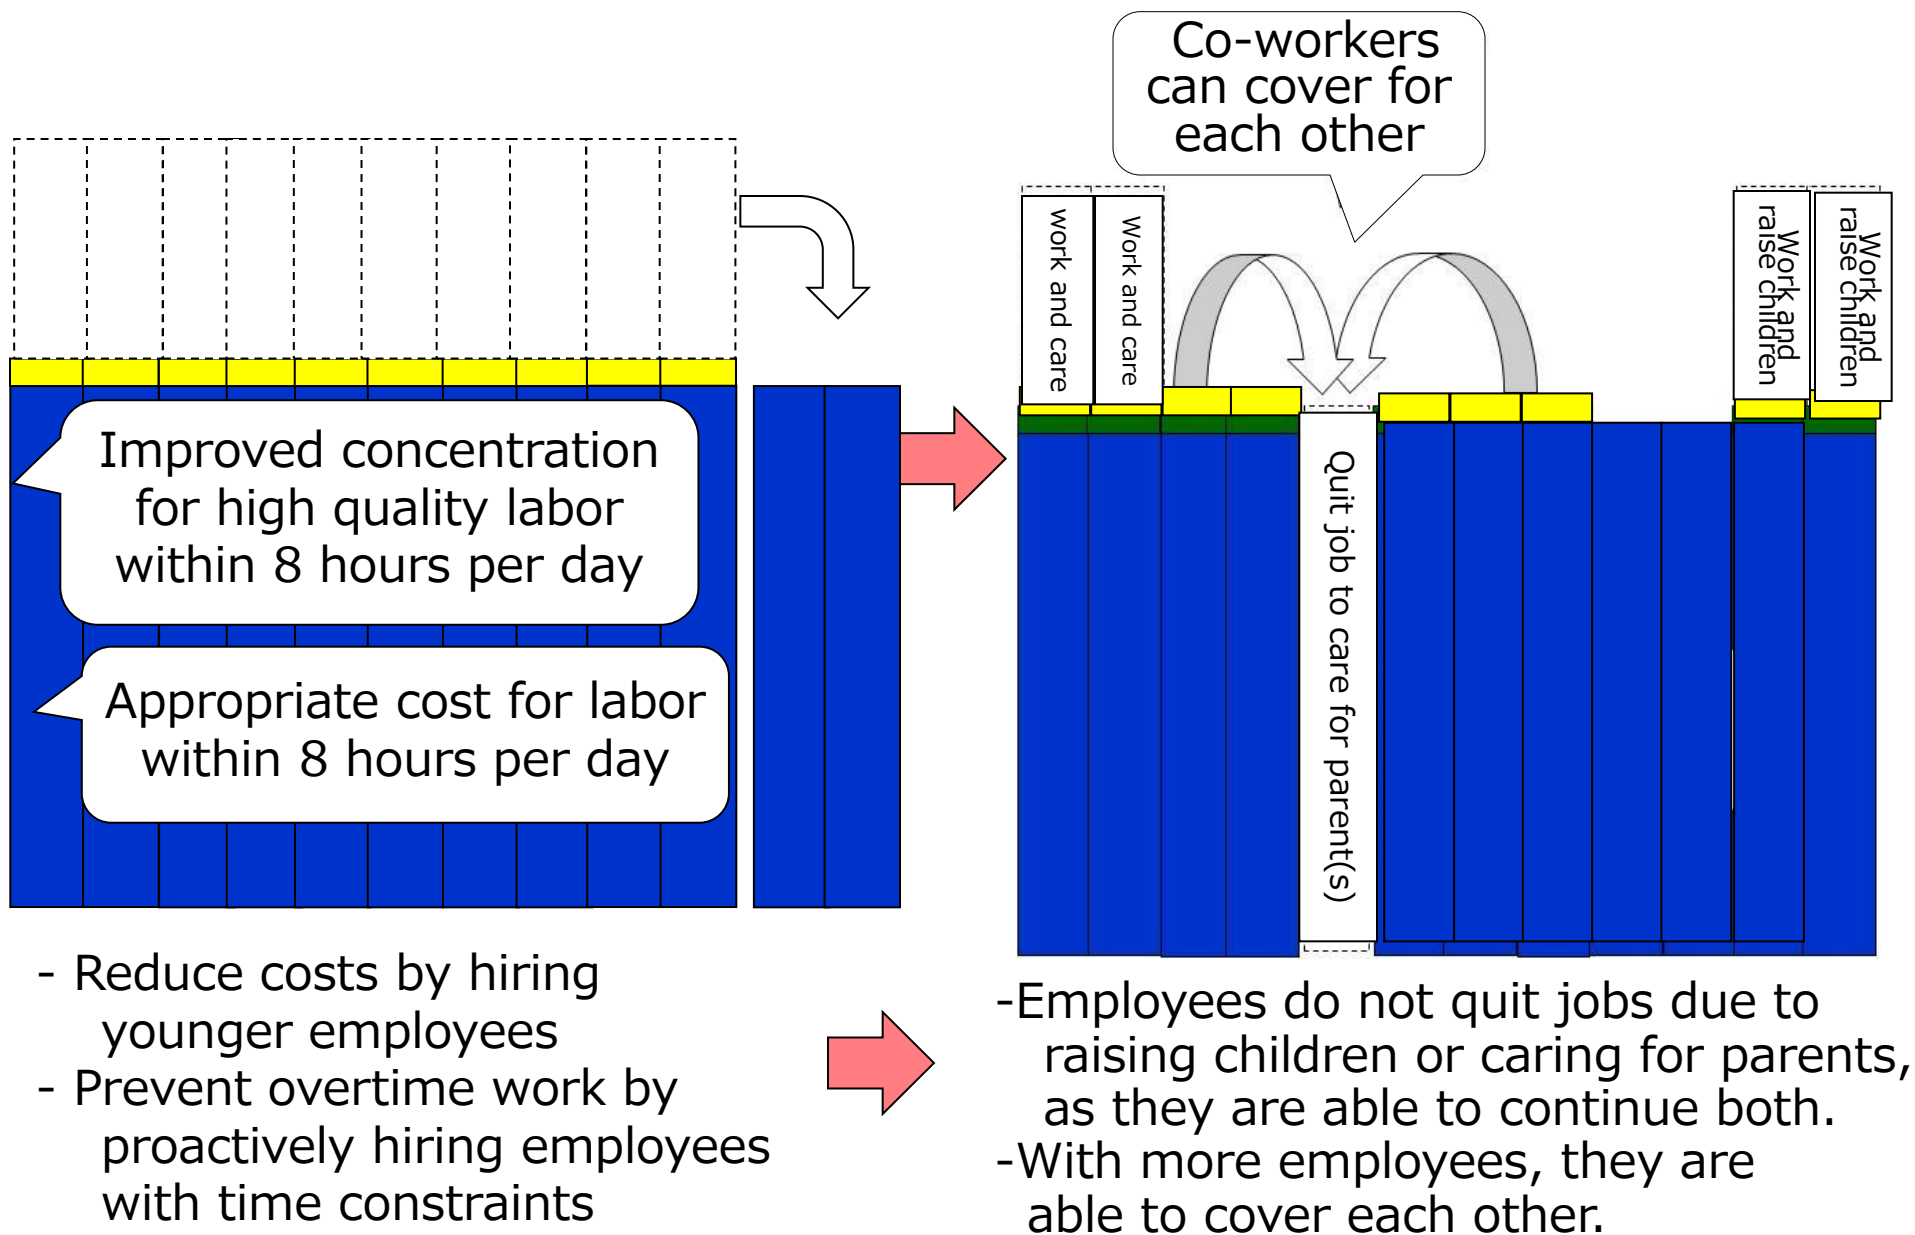 Co-workers
can cover for
each other
work and care
Work and care
Work and
raise children
Work and
raise children
Improved concentration
for high quality labor
within 8 hours per day
Appropriate cost for labor
within 8 hours per day
Quit job to care for parent(s)
- Reduce costs by hiring
younger employees
- Prevent overtime work by
proactively hiring employees
with time constraints
-Employees do not quit jobs due to
raising children or caring for parents,
as they are able to continue both.
-With more employees, they are
able to cover each other.